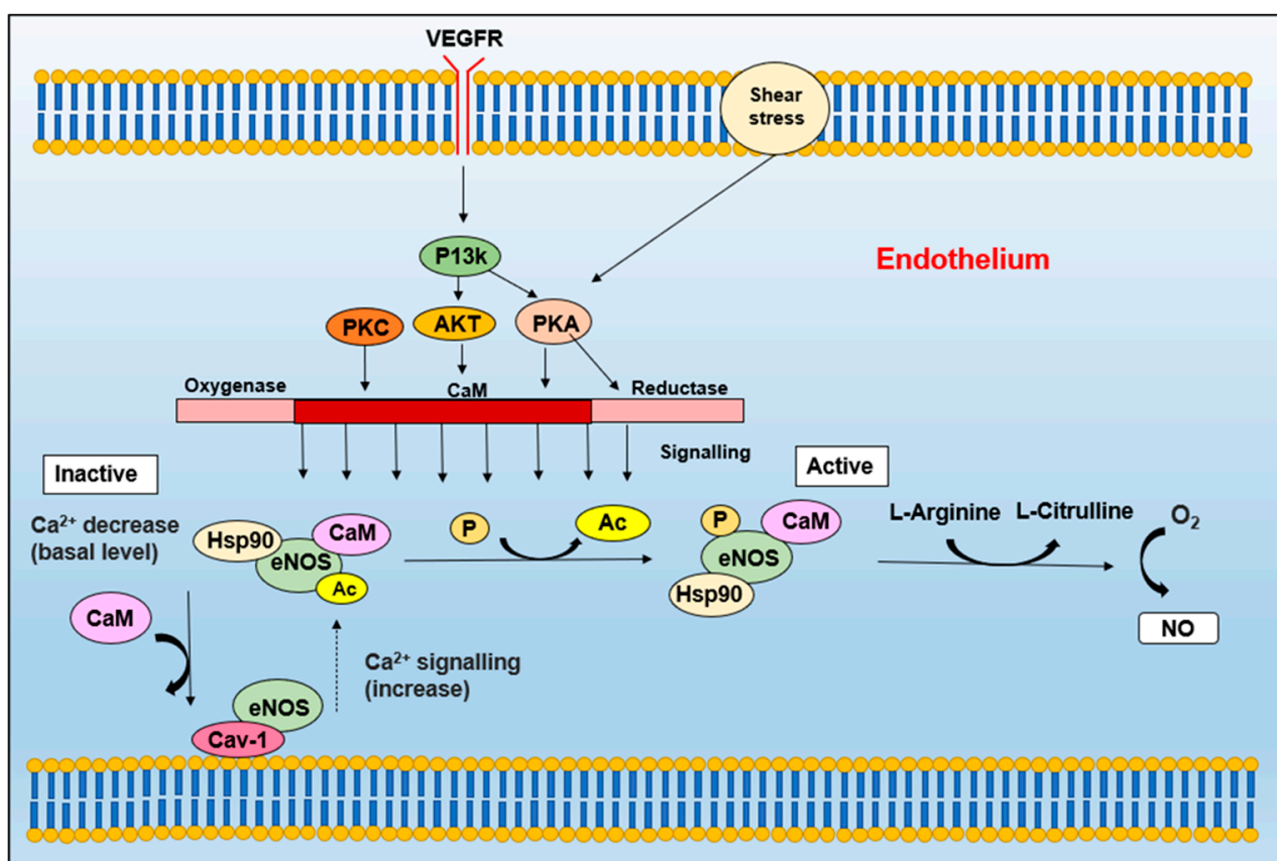 VEGFR
Shear
stress
P13k
Endothelium
PKC
AKT
PKA
Oxygenase
CaM
Reductase
Signalling
Inactive
Active
Ca²⁺ decrease
(basal level)
Hsp90
CaM
eNOS
Ac
P
Ac
P
CaM
eNOS
Hsp90
L-Arginine
L-Citrulline
O₂
NO
CaM
Ca²⁺ signalling
(increase)
eNOS
Cav-1